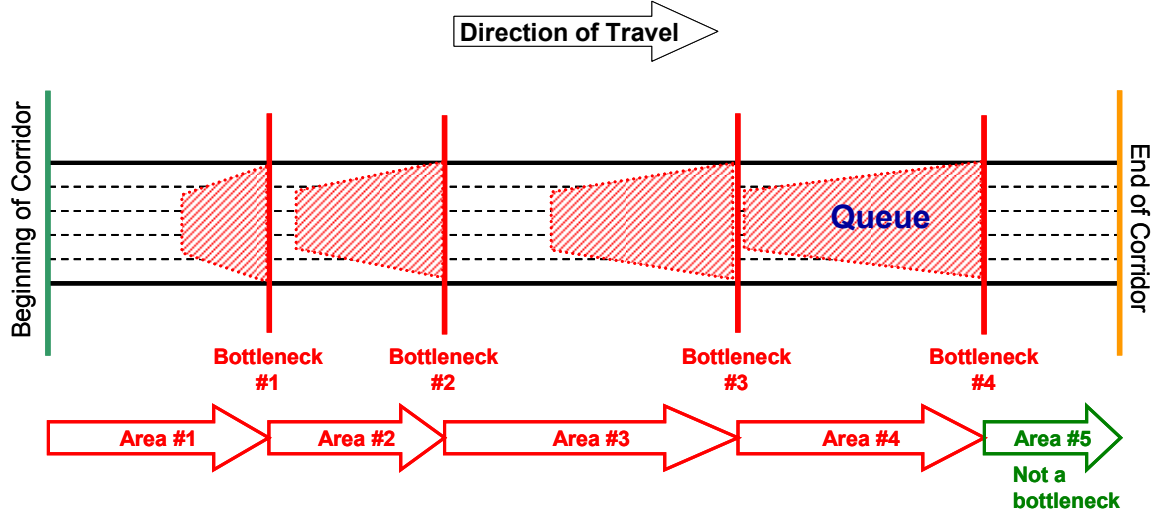 Direction of Travel
Beginning of Corridor
End of Corridor
Queue
Bottleneck
#1
Bottleneck
#2
Bottleneck
#3
Bottleneck
#4
Area #1
Area #2
Area #3
Area #4
Area #5
Not a
bottleneck